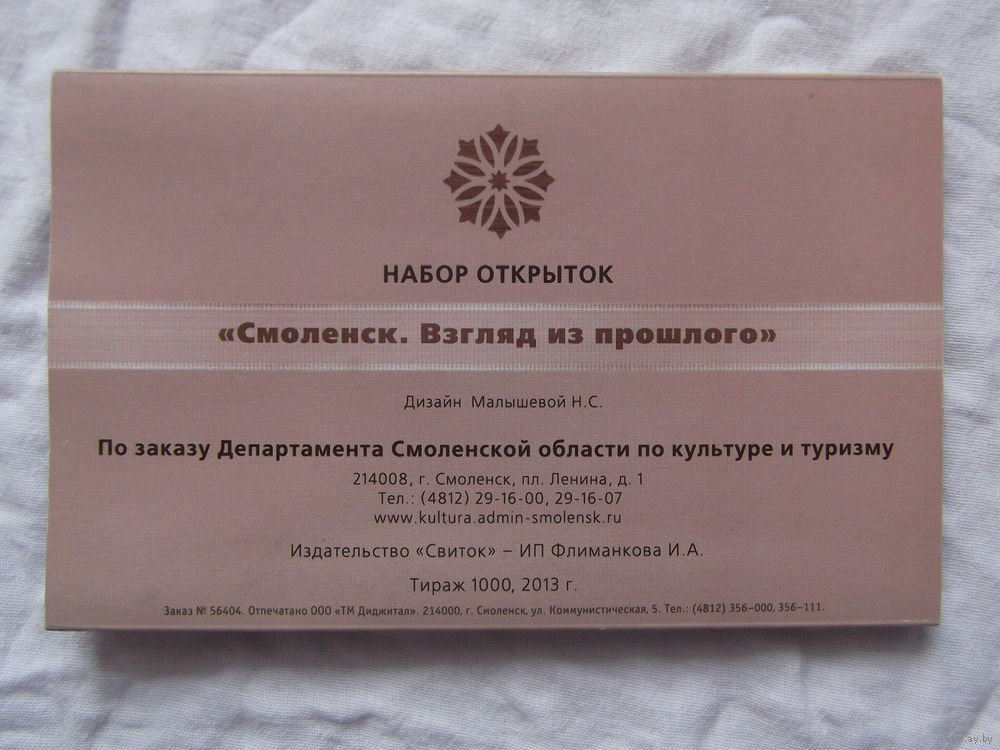 НАБОР ОТКРЫТОК
«Смоленск. Взгляд из прошлого»
Дизайн Малышевой Н.С.
По заказу Департамента Смоленской области по культуре и туризму
214008, г. Смоленск, пл. Ленина, д. 1
Тел.: (4812) 29-16-00, 29-16-07
www.kultura.admin-smolensk.ru
Издательство «Свиток» – ИП Флиманкова И.А.
Тираж 1000, 2013 г.
Заказ № 56404. Отпечатано ООО «ТМ Диджитал». 214000, г. Смоленск, ул. Коммунистическая, 5. Тел.: (4812) 356–000, 356–111.
www.ay.by